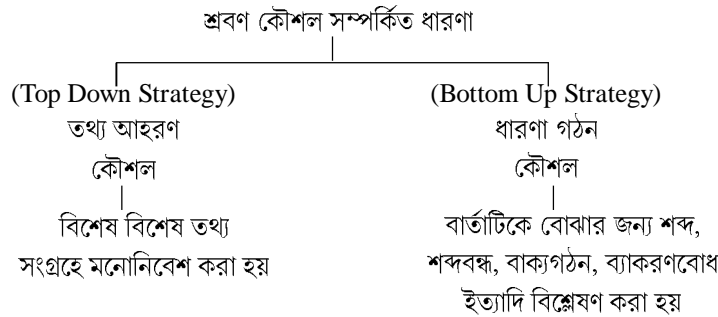 শ্রবণ কৌশল সম্পর্কিত ধারণা
(Top Down Strategy)
তথ্য আহরণ
কৌশল
বিশেষ বিশেষ তথ্য
সংগ্রহে মনোনিবেশ করা হয়
(Bottom Up Strategy)
ধারণা গঠন
কৌশল
বার্তাটিকে বোঝার জন্য শব্দ,
শব্দবন্ধ, বাক্যগঠন, ব্যাকরণবোধ
ইত্যাদি বিশ্লেষণ করা হয়